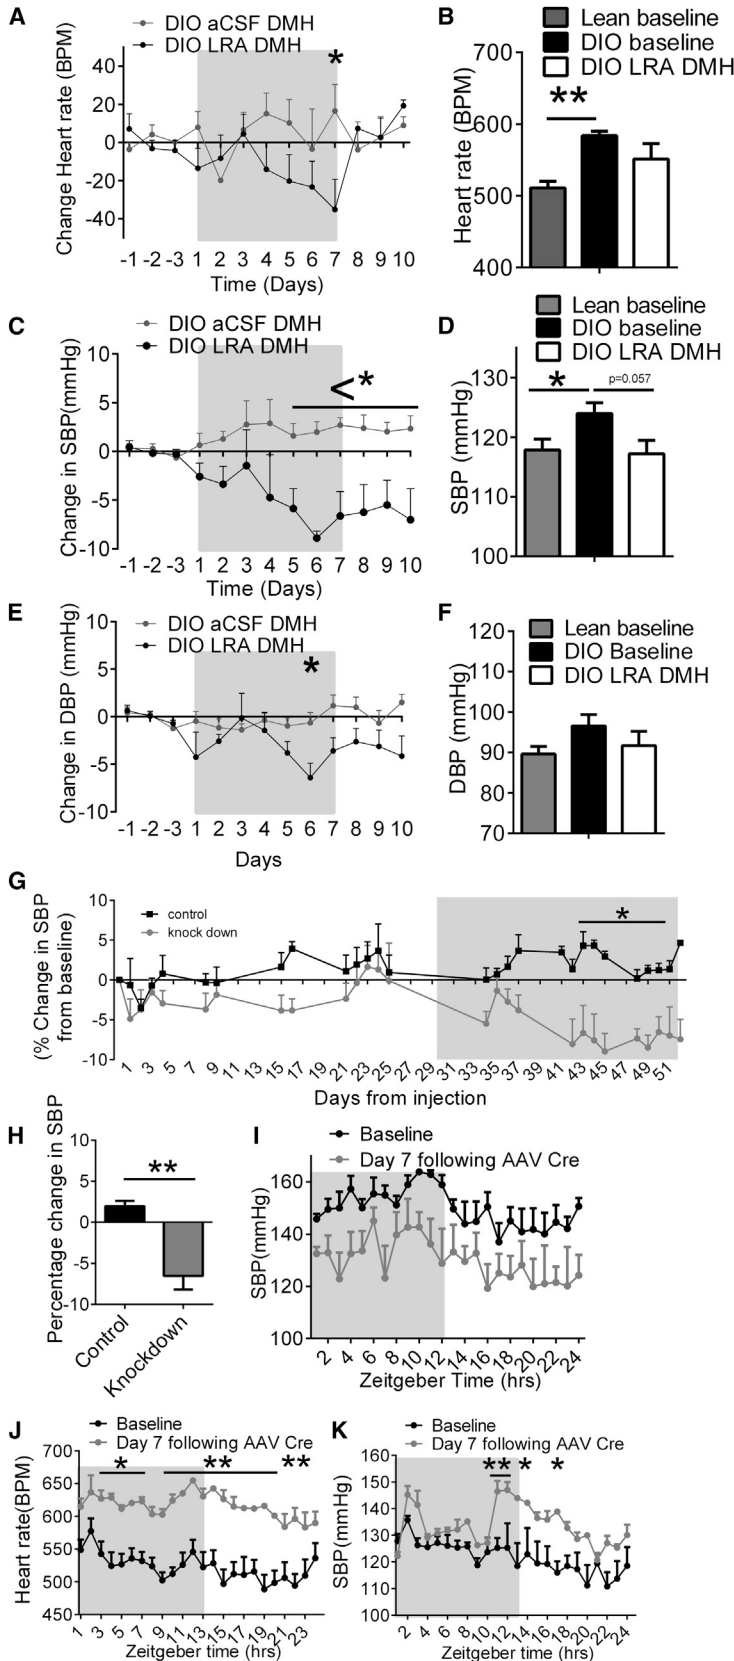 A
DIO aCSF DMH
DIO LRA DMH
*
Change Heart rate (BPM)
40
20
0
-20
-40
-1 -2 -3 1 2 3 4 5 6 7 8 9 10
Time (Days)
B
Lean baseline
DIO baseline
DIO LRA DMH
**
Heart rate (BPM)
700
600
500
400
C
DIO aCSF DMH
DIO LRA DMH
<*
Change in SBP(mmHg)
10
5
0
-5
-10
-1 -2 -3 1 2 3 4 5 6 7 8 9 10
Time (Days)
D
Lean baseline
DIO baseline
DIO LRA DMH
* p=0.057
SBP (mmHg)
130
120
110
100
E
DIO aCSF DMH
DIO LRA DMH
*
Change in DBP (mmHg)
10
5
0
-5
-10
-1 -2 -3 1 2 3 4 5 6 7 8 9 10
Days
F
Lean baseline
DIO Baseline
DIO LRA DMH
DBP (mmHg)
120
110
100
90
80
70
G
control
knock down
*
(% Change in SBP
from baseline)
10
5
0
-5
-10
1 3 5 7 9 11 13 15 17 19 21 23 25 27 29 31 33 35 37 39 41 43 45 47 49 51
Days from injection
H
**
Percentage change in SBP
10
5
0
-5
-10
Control
Knockdown
I
Baseline
Day 7 following AAV Cre
SBP(mmHg)
160
140
120
100
2 4 6 8 10 12 14 16 18 20 22 24
Zeitgeber Time (hrs)
J
Baseline
Day 7 following AAV Cre
* ** **
Heart rate(BPM)
700
650
600
550
500
450
1 3 5 7 9 11 13 15 17 19 21 23
Zeitgeber time (hrs)
K
Baseline
Day 7 following AAV Cre
** * *
SBP(mmHg)
160
150
140
130
120
110
100
2 4 6 8 10 12 14 16 18 20 22 24
Zeitgeber time (hrs)